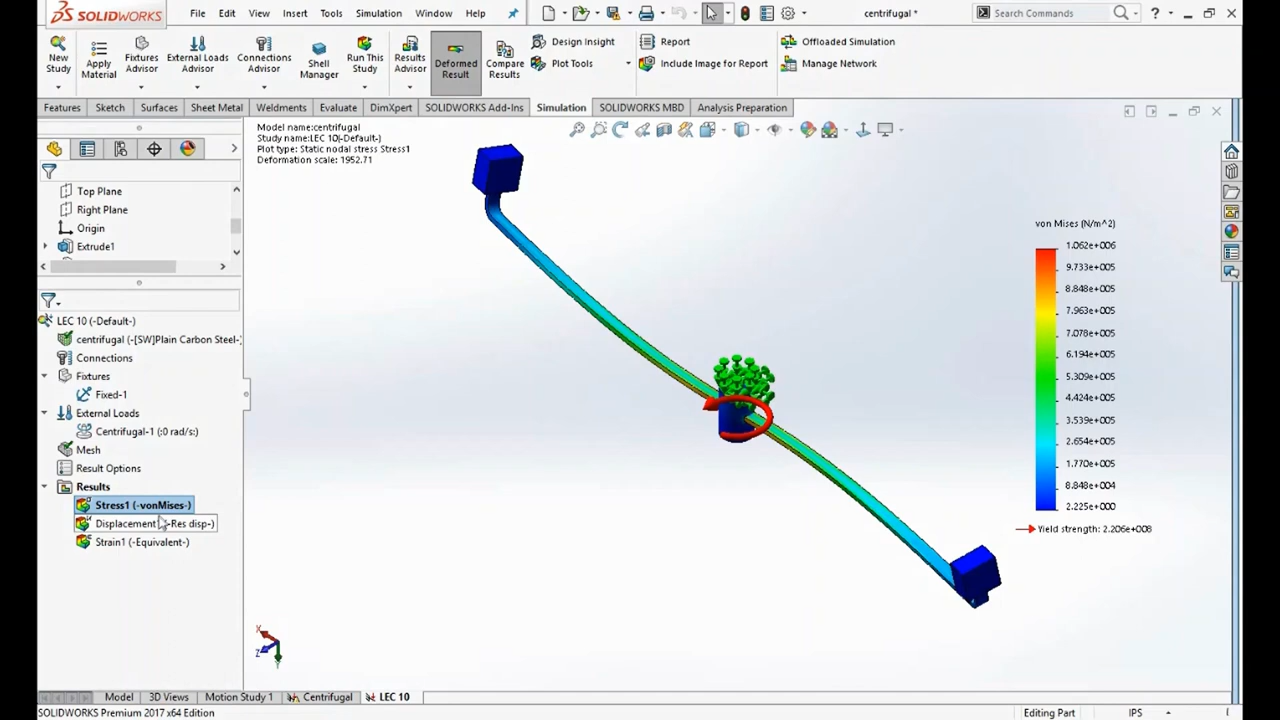 SOLIDWORKS
File Edit View Insert Tools Simulation Window Help
centrifugal *
Search Commands
New Study
Apply Material
Fixtures Advisor
External Loads Advisor
Connections Advisor
Shell Manager
Run This Study
Results Advisor
Deformed Result
Compare Results
Design Insight
Plot Tools
Report
Include Image for Report
Offloaded Simulation
Manage Network
Features Sketch Surfaces Sheet Metal Weldments Evaluate DimXpert SOLIDWORKS Add-Ins Simulation SOLIDWORKS MBD Analysis Preparation
Top Plane
Right Plane
Origin
Extrude1
LEC 10 (-Default-)
centrifugal (-[SW]Plain Carbon Steel-
Connections
Fixtures
Fixed-1
External Loads
Centrifugal-1 (:0 rad/s:)
Mesh
Result Options
Results
Stress1 (-vonMises-)
Displacement -Res disp-)
Strain1 (-Equivalent-)
Model name:centrifugal
Study name:LEC 10(-Default-)
Plot type: Static nodal stress Stress1
Deformation scale: 1952.71
von Mises (N/m^2)
1.062e+006
9.733e+005
8.848e+005
7.963e+005
7.078e+005
6.194e+005
5.309e+005
4.424e+005
3.539e+005
2.654e+005
1.770e+005
8.848e+004
2.225e+000
Yield strength: 2.206e+008
X
Z
Y
Model 3D Views Motion Study 1 Centrifugal LEC 10
SOLIDWORKS Premium 2017 x64 Edition
Editing Part
IPS